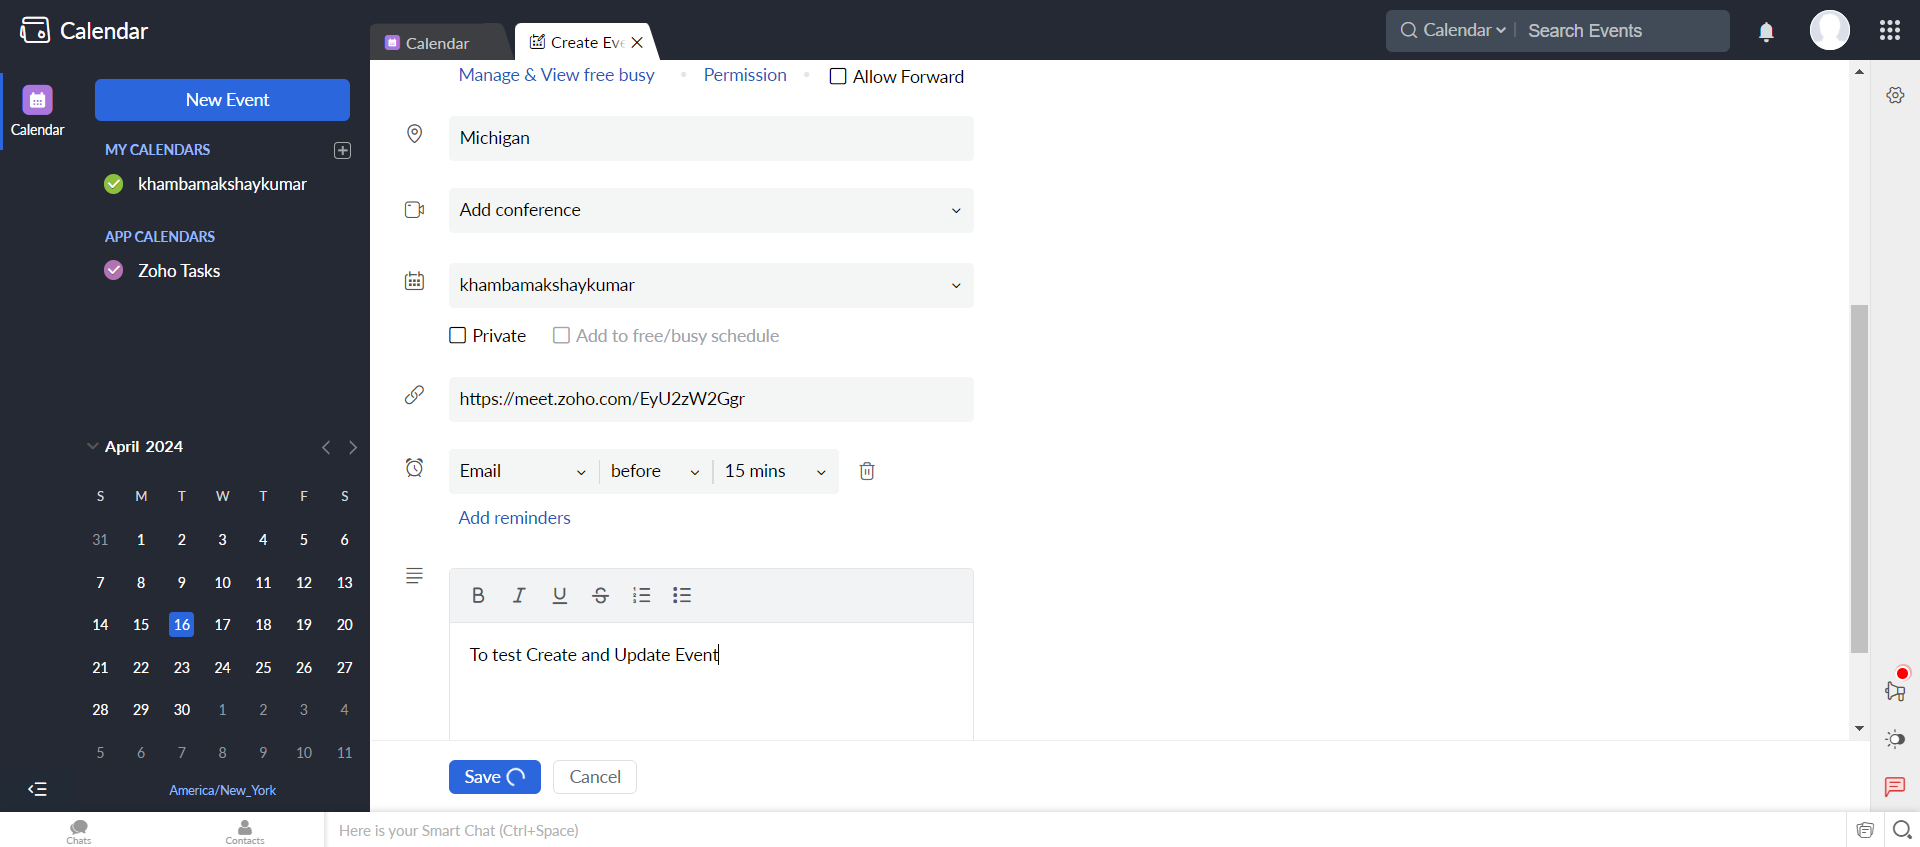 Calendar
Calendar
Create Eve
Calendar
Search Events
Calendar
New Event
MY CALENDARS
khambamakshaykumar
APP CALENDARS
Zoho Tasks
April 2024
S M T W T F S
31 1 2 3 4 5 6
7 8 9 10 11 12 13
14 15 16 17 18 19 20
21 22 23 24 25 26 27
28 29 30 1 2 3 4
5 6 7 8 9 10 11
America/New_York
Manage & View free busy
Permission
Allow Forward
Michigan
Add conference
khambamakshaykumar
Private
Add to free/busy schedule
https://meet.zoho.com/EyU2zW2Ggr
Email before 15 mins
Add reminders
B I U S
To test Create and Update Event
Save
Cancel
Chats
Contacts
Here is your Smart Chat (Ctrl+Space)